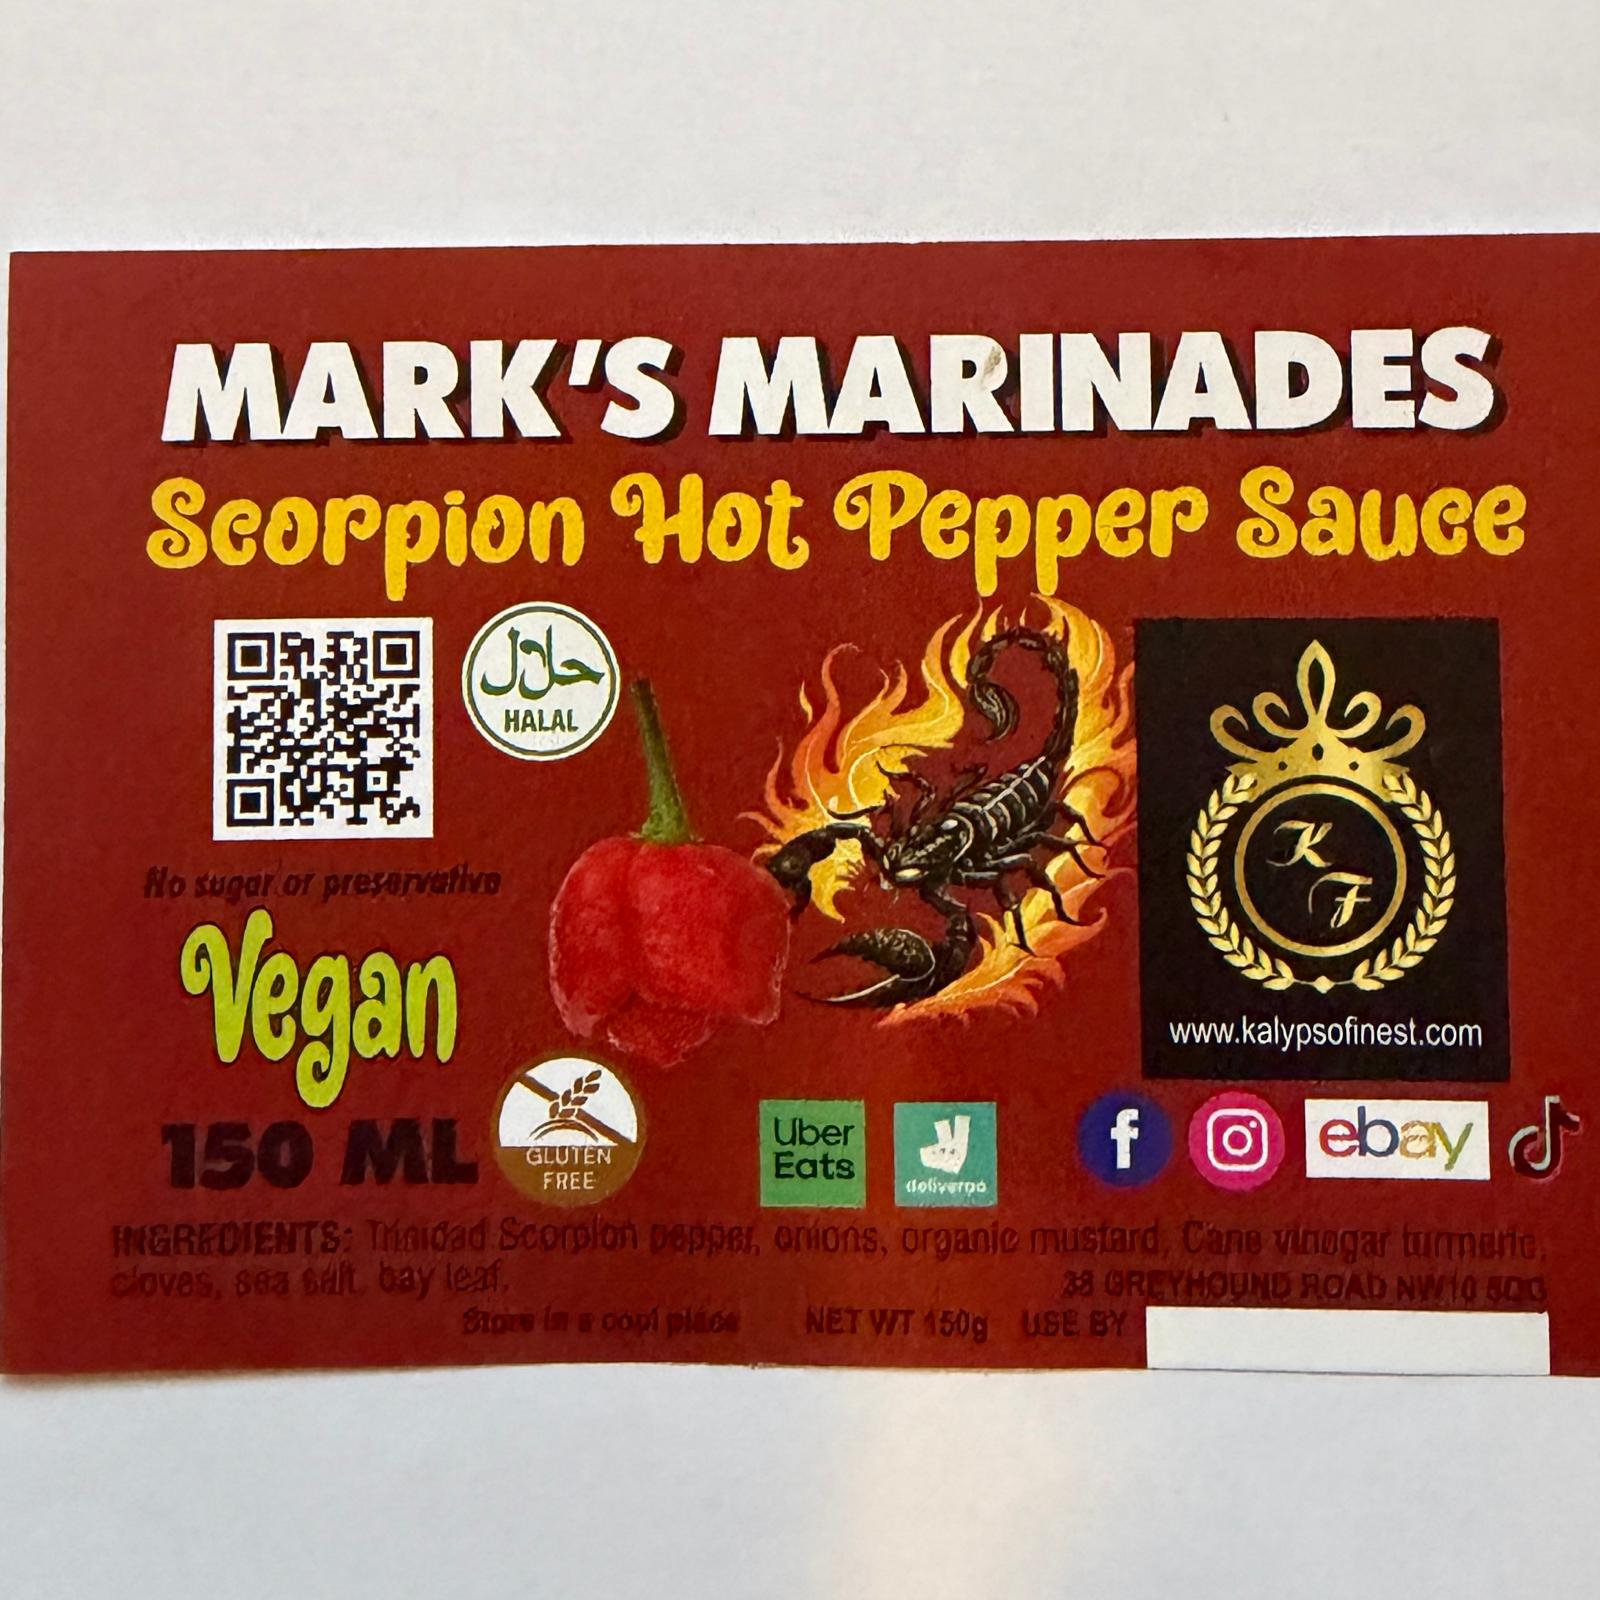 MARK'S MARINADES
Scorpion Hot Pepper Sauce
حلال
HALAL
No sugar or preservative
Vegan
150 ML
GLUTEN
FREE
K
F
www.kalypsofinest.com
Uber
Eats
deliveroo
f
ebay
INGREDIENTS: Trinidad Scorpion pepper, onions, organic mustard, Cane vinegar turmeric,
cloves, sea salt, bay leaf.
38 GREYHOUND ROAD NW10
Store in a cool place NET WT 150g USE BY